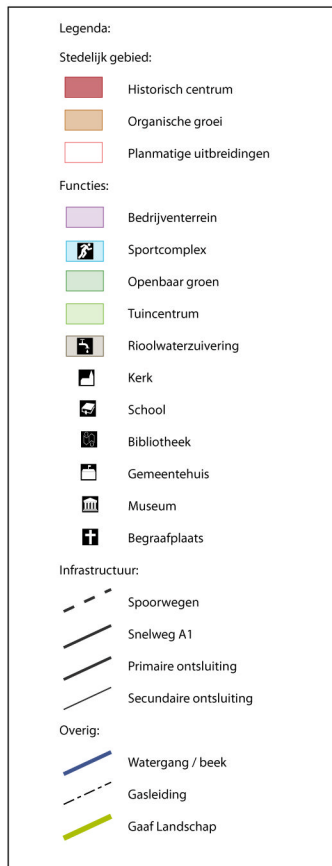 Legenda:
Stedelijk gebied:
Historisch centrum
Organische groei
Planmatige uitbreidingen
Functies:
Bedrijventerrein
Sportcomplex
Openbaar groen
Tuincentrum
Rioolwaterzuivering
Kerk
School
Bibliotheek
Gemeentehuis
Museum
Begraafplaats
Infrastructuur:
Spoorwegen
Snelweg A1
Primaire ontsluiting
Secundaire ontsluiting
Overig:
Watergang / beek
Gasleiding
Gaaf Landschap